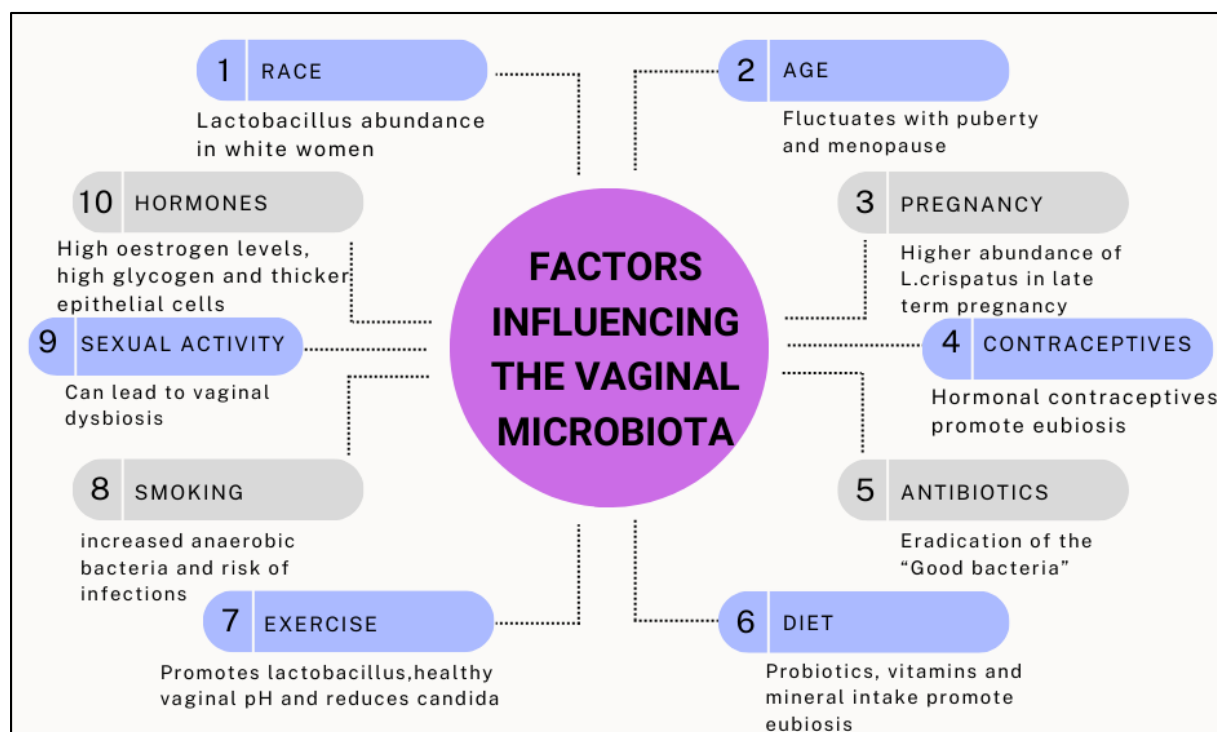 1 RACE
Lactobacillus abundance
in white women
2 AGE
Fluctuates with puberty
and menopause
10 HORMONES
High oestrogen levels,
high glycogen and thicker
epithelial cells
3 PREGNANCY
Higher abundance of
L.crispatus in late
term pregnancy
FACTORS
INFLUENCING
THE VAGINAL
MICROBIOTA
9 SEXUAL ACTIVITY
Can lead to vaginal
dysbiosis
4 CONTRACEPTIVES
Hormonal contraceptives
promote eubiosis
8 SMOKING
increased anaerobic
bacteria and risk of
infections
5 ANTIBIOTICS
Eradication of the
“Good bacteria”
7 EXERCISE
Promotes lactobacillus,healthy
vaginal pH and reduces candida
6 DIET
Probiotics, vitamins and
mineral intake promote
eubiosis